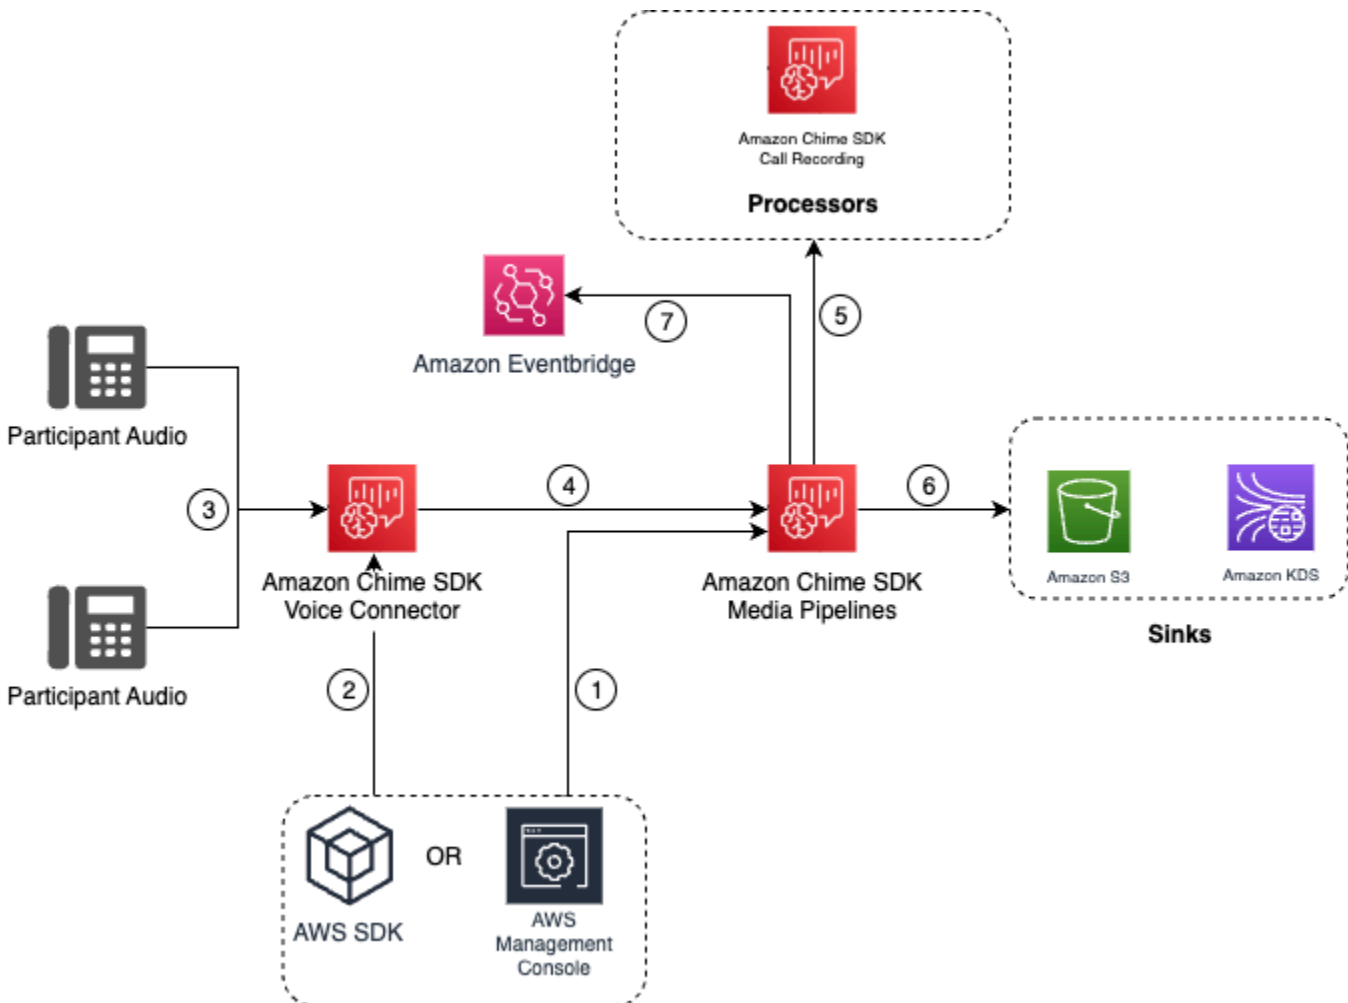 Amazon Chime SDK
Call Recording
Processors
7
5
Amazon Eventbridge
Participant Audio
3
4
6
Amazon Chime SDK
Voice Connector
Amazon Chime SDK
Media Pipelines
Amazon S3
Amazon KDS
Sinks
Participant Audio
2
1
AWS SDK
OR
AWS
Management
Console